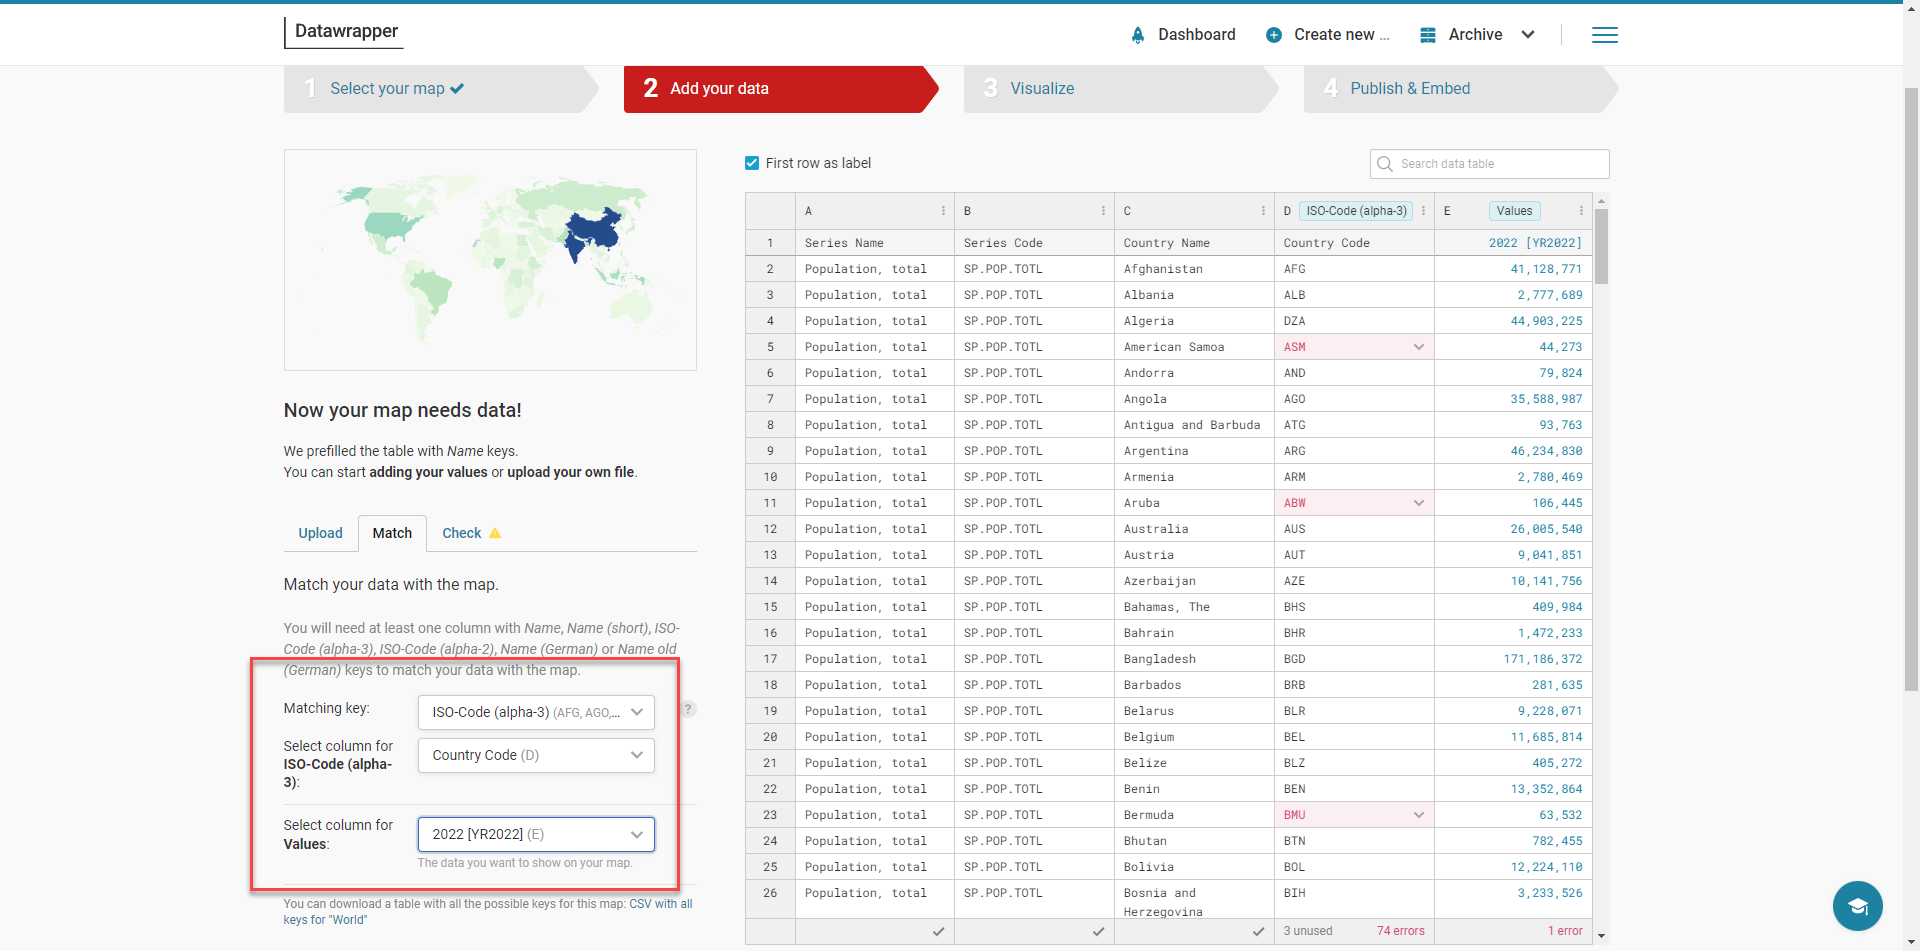 Datawrapper
Dashboard
Create new ...
Archive
1 Select your map
2 Add your data
3 Visualize
4 Publish & Embed
Now your map needs data!
We prefilled the table with Name keys.
You can start adding your values or upload your own file.
Upload Match Check
Match your data with the map.
You will need at least one column with Name, Name (short), ISO-
Code (alpha-3), ISO-Code (alpha-2), Name (German) or Name old
(German) keys to match your data with the map.
Matching key:
ISO-Code (alpha-3) (AFG, AGO,...
?
Select column for
ISO-Code (alpha-
3):
Country Code (D)
Select column for
Values:
2022 [YR2022] (E)
The data you want to show on your map.
You can download a table with all the possible keys for this map: CSV with all
keys for "World"
First row as label
Search data table
A B C D ISO-Code (alpha-3) E Values
1 Series Name Series Code Country Name Country Code 2022 [YR2022]
2 Population, total SP.POP.TOTL Afghanistan AFG 41,128,771
3 Population, total SP.POP.TOTL Albania ALB 2,777,689
4 Population, total SP.POP.TOTL Algeria DZA 44,903,225
5 Population, total SP.POP.TOTL American Samoa ASM 44,273
6 Population, total SP.POP.TOTL Andorra AND 79,824
7 Population, total SP.POP.TOTL Angola AGO 35,588,987
8 Population, total SP.POP.TOTL Antigua and Barbuda ATG 93,763
9 Population, total SP.POP.TOTL Argentina ARG 46,234,830
10 Population, total SP.POP.TOTL Armenia ARM 2,780,469
11 Population, total SP.POP.TOTL Aruba ABW 106,445
12 Population, total SP.POP.TOTL Australia AUS 26,005,540
13 Population, total SP.POP.TOTL Austria AUT 9,041,851
14 Population, total SP.POP.TOTL Azerbaijan AZE 10,141,756
15 Population, total SP.POP.TOTL Bahamas, The BHS 409,984
16 Population, total SP.POP.TOTL Bahrain BHR 1,472,233
17 Population, total SP.POP.TOTL Bangladesh BGD 171,186,372
18 Population, total SP.POP.TOTL Barbados BRB 281,635
19 Population, total SP.POP.TOTL Belarus BLR 9,228,071
20 Population, total SP.POP.TOTL Belgium BEL 11,685,814
21 Population, total SP.POP.TOTL Belize BLZ 405,272
22 Population, total SP.POP.TOTL Benin BEN 13,352,864
23 Population, total SP.POP.TOTL Bermuda BMU 63,532
24 Population, total SP.POP.TOTL Bhutan BTN 782,455
25 Population, total SP.POP.TOTL Bolivia BOL 12,224,110
26 Population, total SP.POP.TOTL Bosnia and BIH 3,233,526
Herzegovina
3 unused 74 errors 1 error